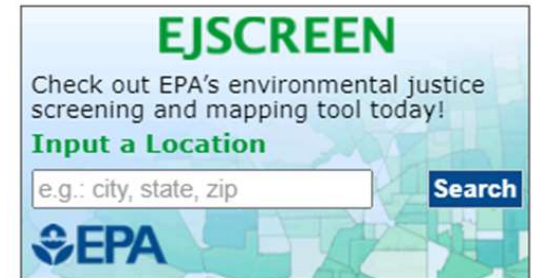 EJSCREEN
Check out EPA's environmental justice
screening and mapping tool today!
Input a Location
e.g.: city, state, zip
Search
EPA